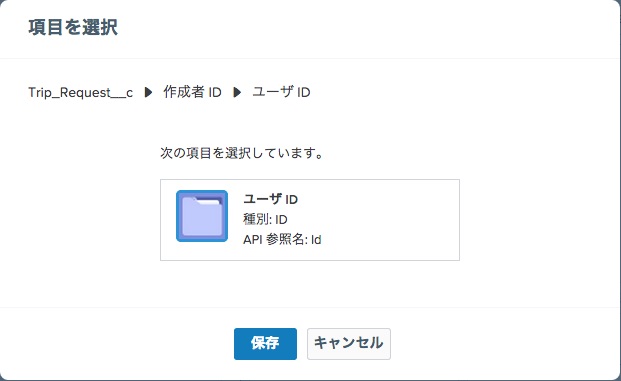 項目を選択
Trip_Request__c ▶ 作成者 ID ▶ ユーザ ID
次の項目を選択しています。
ユーザ ID
種別: ID
API 参照名: Id
保存 キャンセル